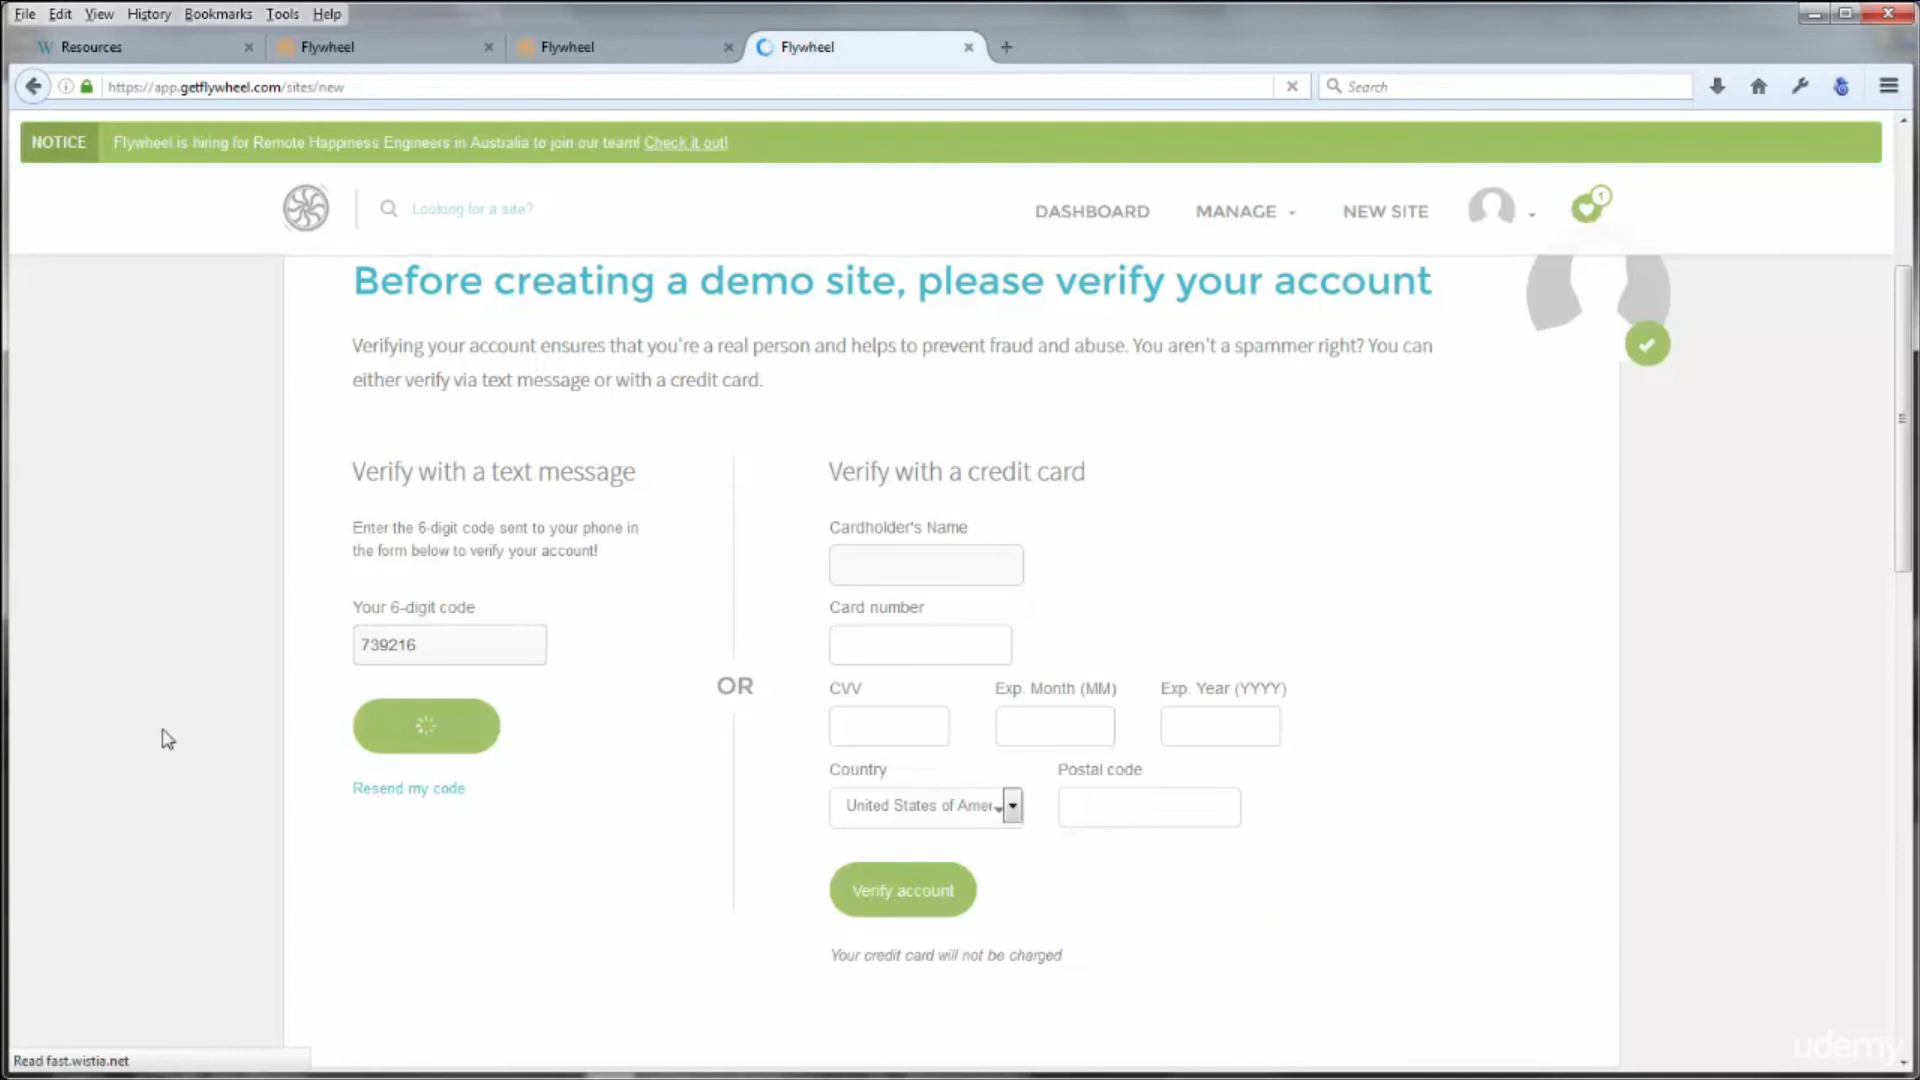 File Edit View History Bookmarks Tools Help
W Resources
Flywheel
Flywheel
Flywheel
https://app.getflywheel.com/sites/new
Search
NOTICE Flywheel is hiring for Remote Happiness Engineers in Australia to join our team! Check it out!
Looking for a site?
DASHBOARD MANAGE NEW SITE
1
Before creating a demo site, please verify your account
Verifying your account ensures that you're a real person and helps to prevent fraud and abuse. You aren't a spammer right? You can
either verify via text message or with a credit card.
Verify with a text message
Enter the 6-digit code sent to your phone in
the form below to verify your account!
Your 6-digit code
739216
Resend my code
OR
Verify with a credit card
Cardholder's Name
Card number
CVV Exp. Month (MM) Exp. Year (YYYY)
Country Postal code
United States of Amer
Verify account
Your credit card will not be charged
Read fast.wistia.net
udemy